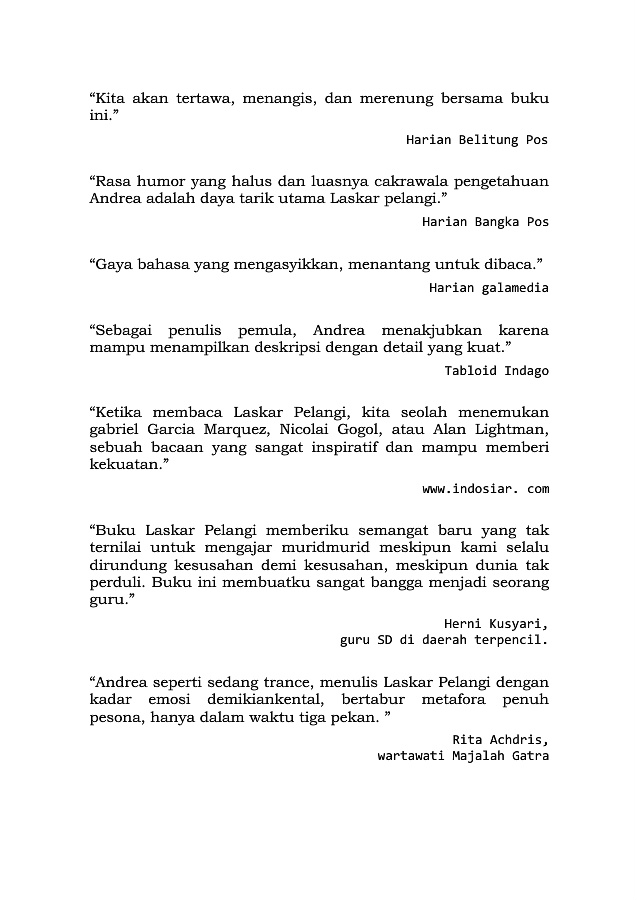 “Kita akan tertawa, menangis, dan merenung bersama buku
ini.”
Harian Belitung Pos
“Rasa humor yang halus dan luasnya cakrawala pengetahuan
Andrea adalah daya tarik utama Laskar pelangi.”
Harian Bangka Pos
“Gaya bahasa yang mengasyikkan, menantang untuk dibaca.”
Harian galamedia
“Sebagai penulis pemula, Andrea menakjubkan karena
mampu menampilkan deskripsi dengan detail yang kuat.”
Tabloid Indago
“Ketika membaca Laskar Pelangi, kita seolah menemukan
gabriel Garcia Marquez, Nicolai Gogol, atau Alan Lightman,
sebuah bacaan yang sangat inspiratif dan mampu memberi
kekuatan.”
www.indosiar. com
“Buku Laskar Pelangi memberiku semangat baru yang tak
ternilai untuk mengajar muridmurid meskipun kami selalu
dirundung kesusahan demi kesusahan, meskipun dunia tak
perduli. Buku ini membuatku sangat bangga menjadi seorang
guru.”
Herni Kusyari,
guru SD di daerah terpencil.
“Andrea seperti sedang trance, menulis Laskar Pelangi dengan
kadar emosi demikiankental, bertabur metafora penuh
pesona, hanya dalam waktu tiga pekan. ”
Rita Achdris,
wartawati Majalah Gatra